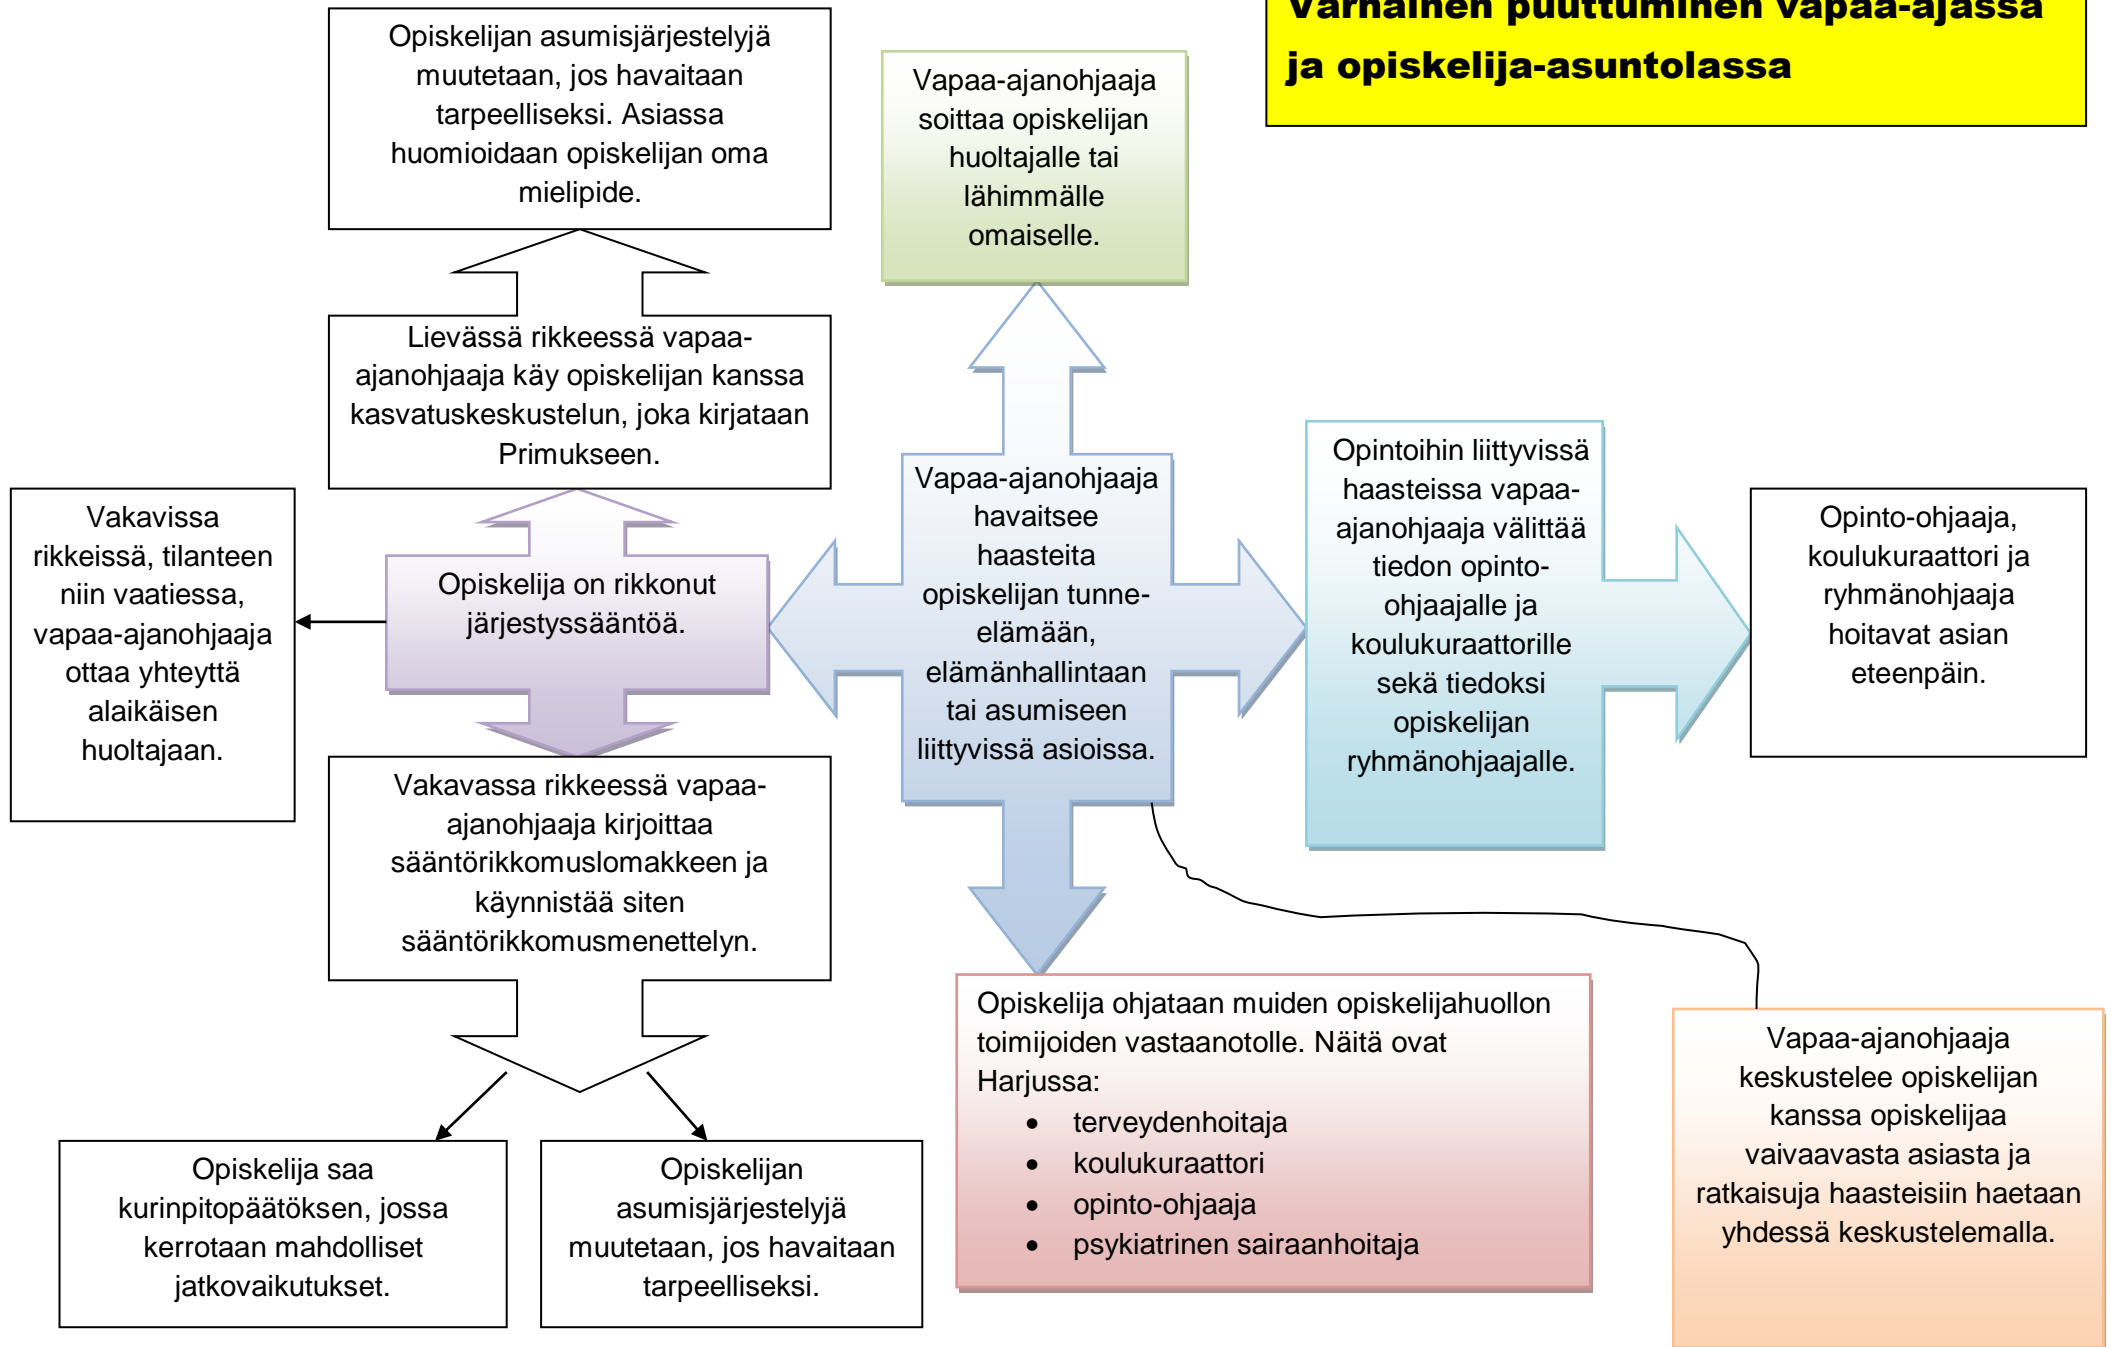 Varhainen puuttuminen vapaa-ajassa
ja opiskelija-asuntolassa
Opiskelijan asumisjärjestelyjä
muutetaan, jos havaitaan
tarpeelliseksi. Asiassa
huomioidaan opiskelijan oma
mielipide.
Vapaa-ajanohjaaja
soittaa opiskelijan
huoltajalle tai
lähimmälle
omaiselle.
Lievässä rikkeessä vapaa-
ajanohjaaja käy opiskelijan kanssa
kasvatuskeskustelun, joka kirjataan
Primukseen.
Vakavissa
rikkeissä, tilanteen
niin vaatiessa,
vapaa-ajanohjaaja
ottaa yhteyttä
alaikäisen
huoltajaan.
Opiskelija on rikkonut
järjestyssääntöä.
Vapaa-ajanohjaaja
havaitsee
haasteita
opiskelijan tunne-
elämään,
elämänhallintaan
tai asumiseen
liittyvissä asioissa.
Opintoihin liittyvissä
haasteissa vapaa-
ajanohjaaja välittää
tiedon opinto-
ohjaajalle ja
koulukuraattorille
sekä tiedoksi
opiskelijan
ryhmänohjaajalle.
Opinto-ohjaaja,
koulukuraattori ja
ryhmänohjaaja
hoitavat asian
eteenpäin.
Vakavassa rikkeessä vapaa-
ajanohjaaja kirjoittaa
sääntörikkomuslomakkeen ja
käynnistää siten
sääntörikkomusmenettelyn.
Opiskelija saa
kurinpitopäätöksen, jossa
kerrotaan mahdolliset
jatkovaikutukset.
Opiskelijan
asumisjärjestelyjä
muutetaan, jos havaitaan
tarpeelliseksi.
Opiskelija ohjataan muiden opiskelijahuollon
toimijoiden vastaanotolle. Näitä ovat
Harjussa:
• terveydenhoitaja
• koulukuraattori
• opinto-ohjaaja
• psykiatrinen sairaanhoitaja
Vapaa-ajanohjaaja
keskustelee opiskelijan
kanssa opiskelijaa
vaivaavasta asiasta ja
ratkaisuja haasteisiin haetaan
yhdessä keskustelemalla.